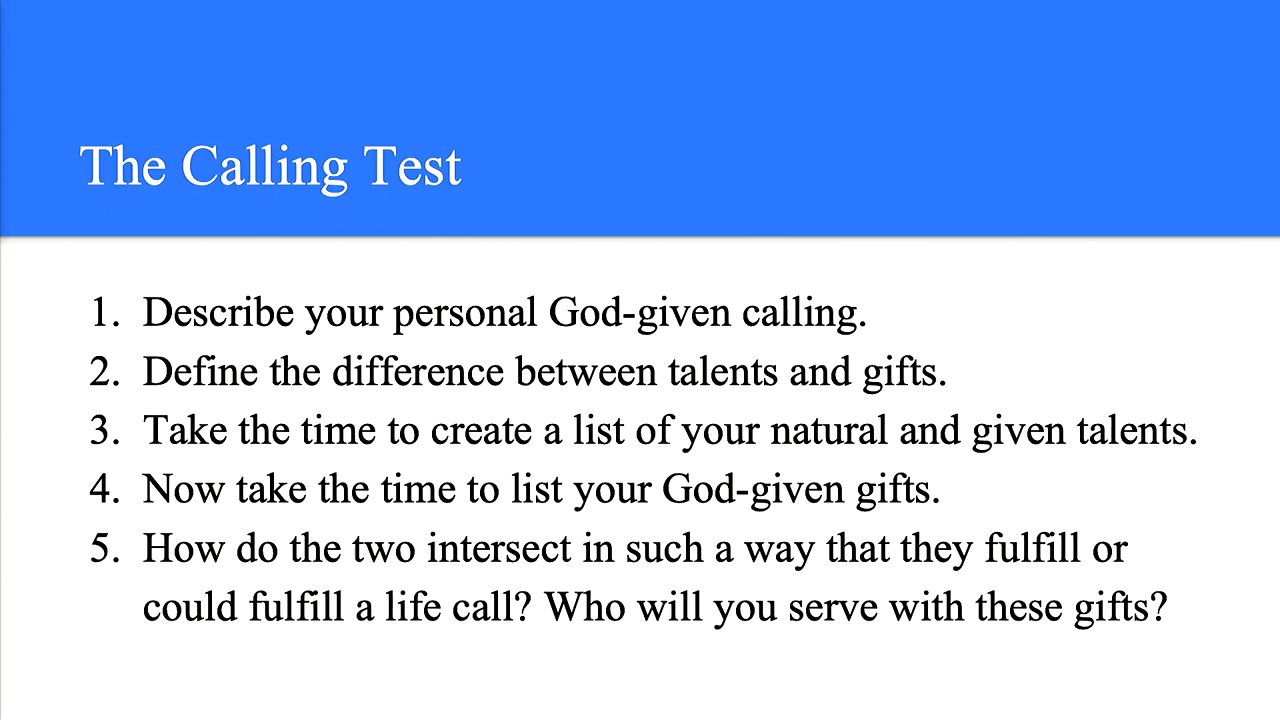 The Calling Test
1. Describe your personal God-given calling.
2. Define the difference between talents and gifts.
3. Take the time to create a list of your natural and given talents.
4. Now take the time to list your God-given gifts.
5. How do the two intersect in such a way that they fulfill or
could fulfill a life call? Who will you serve with these gifts?